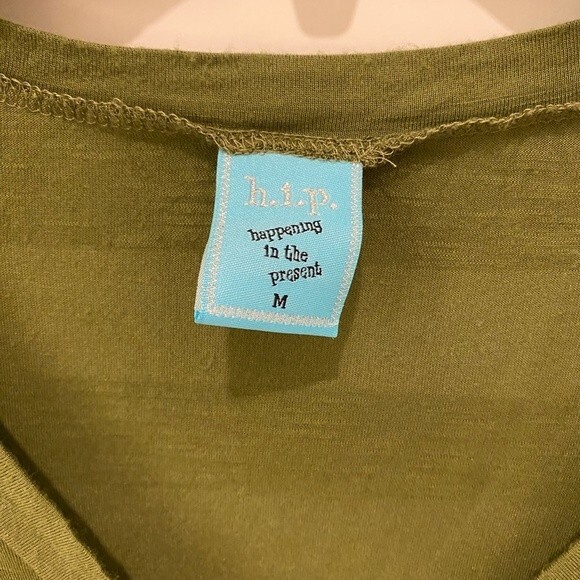 h.i.p.
happening
in the
present
M